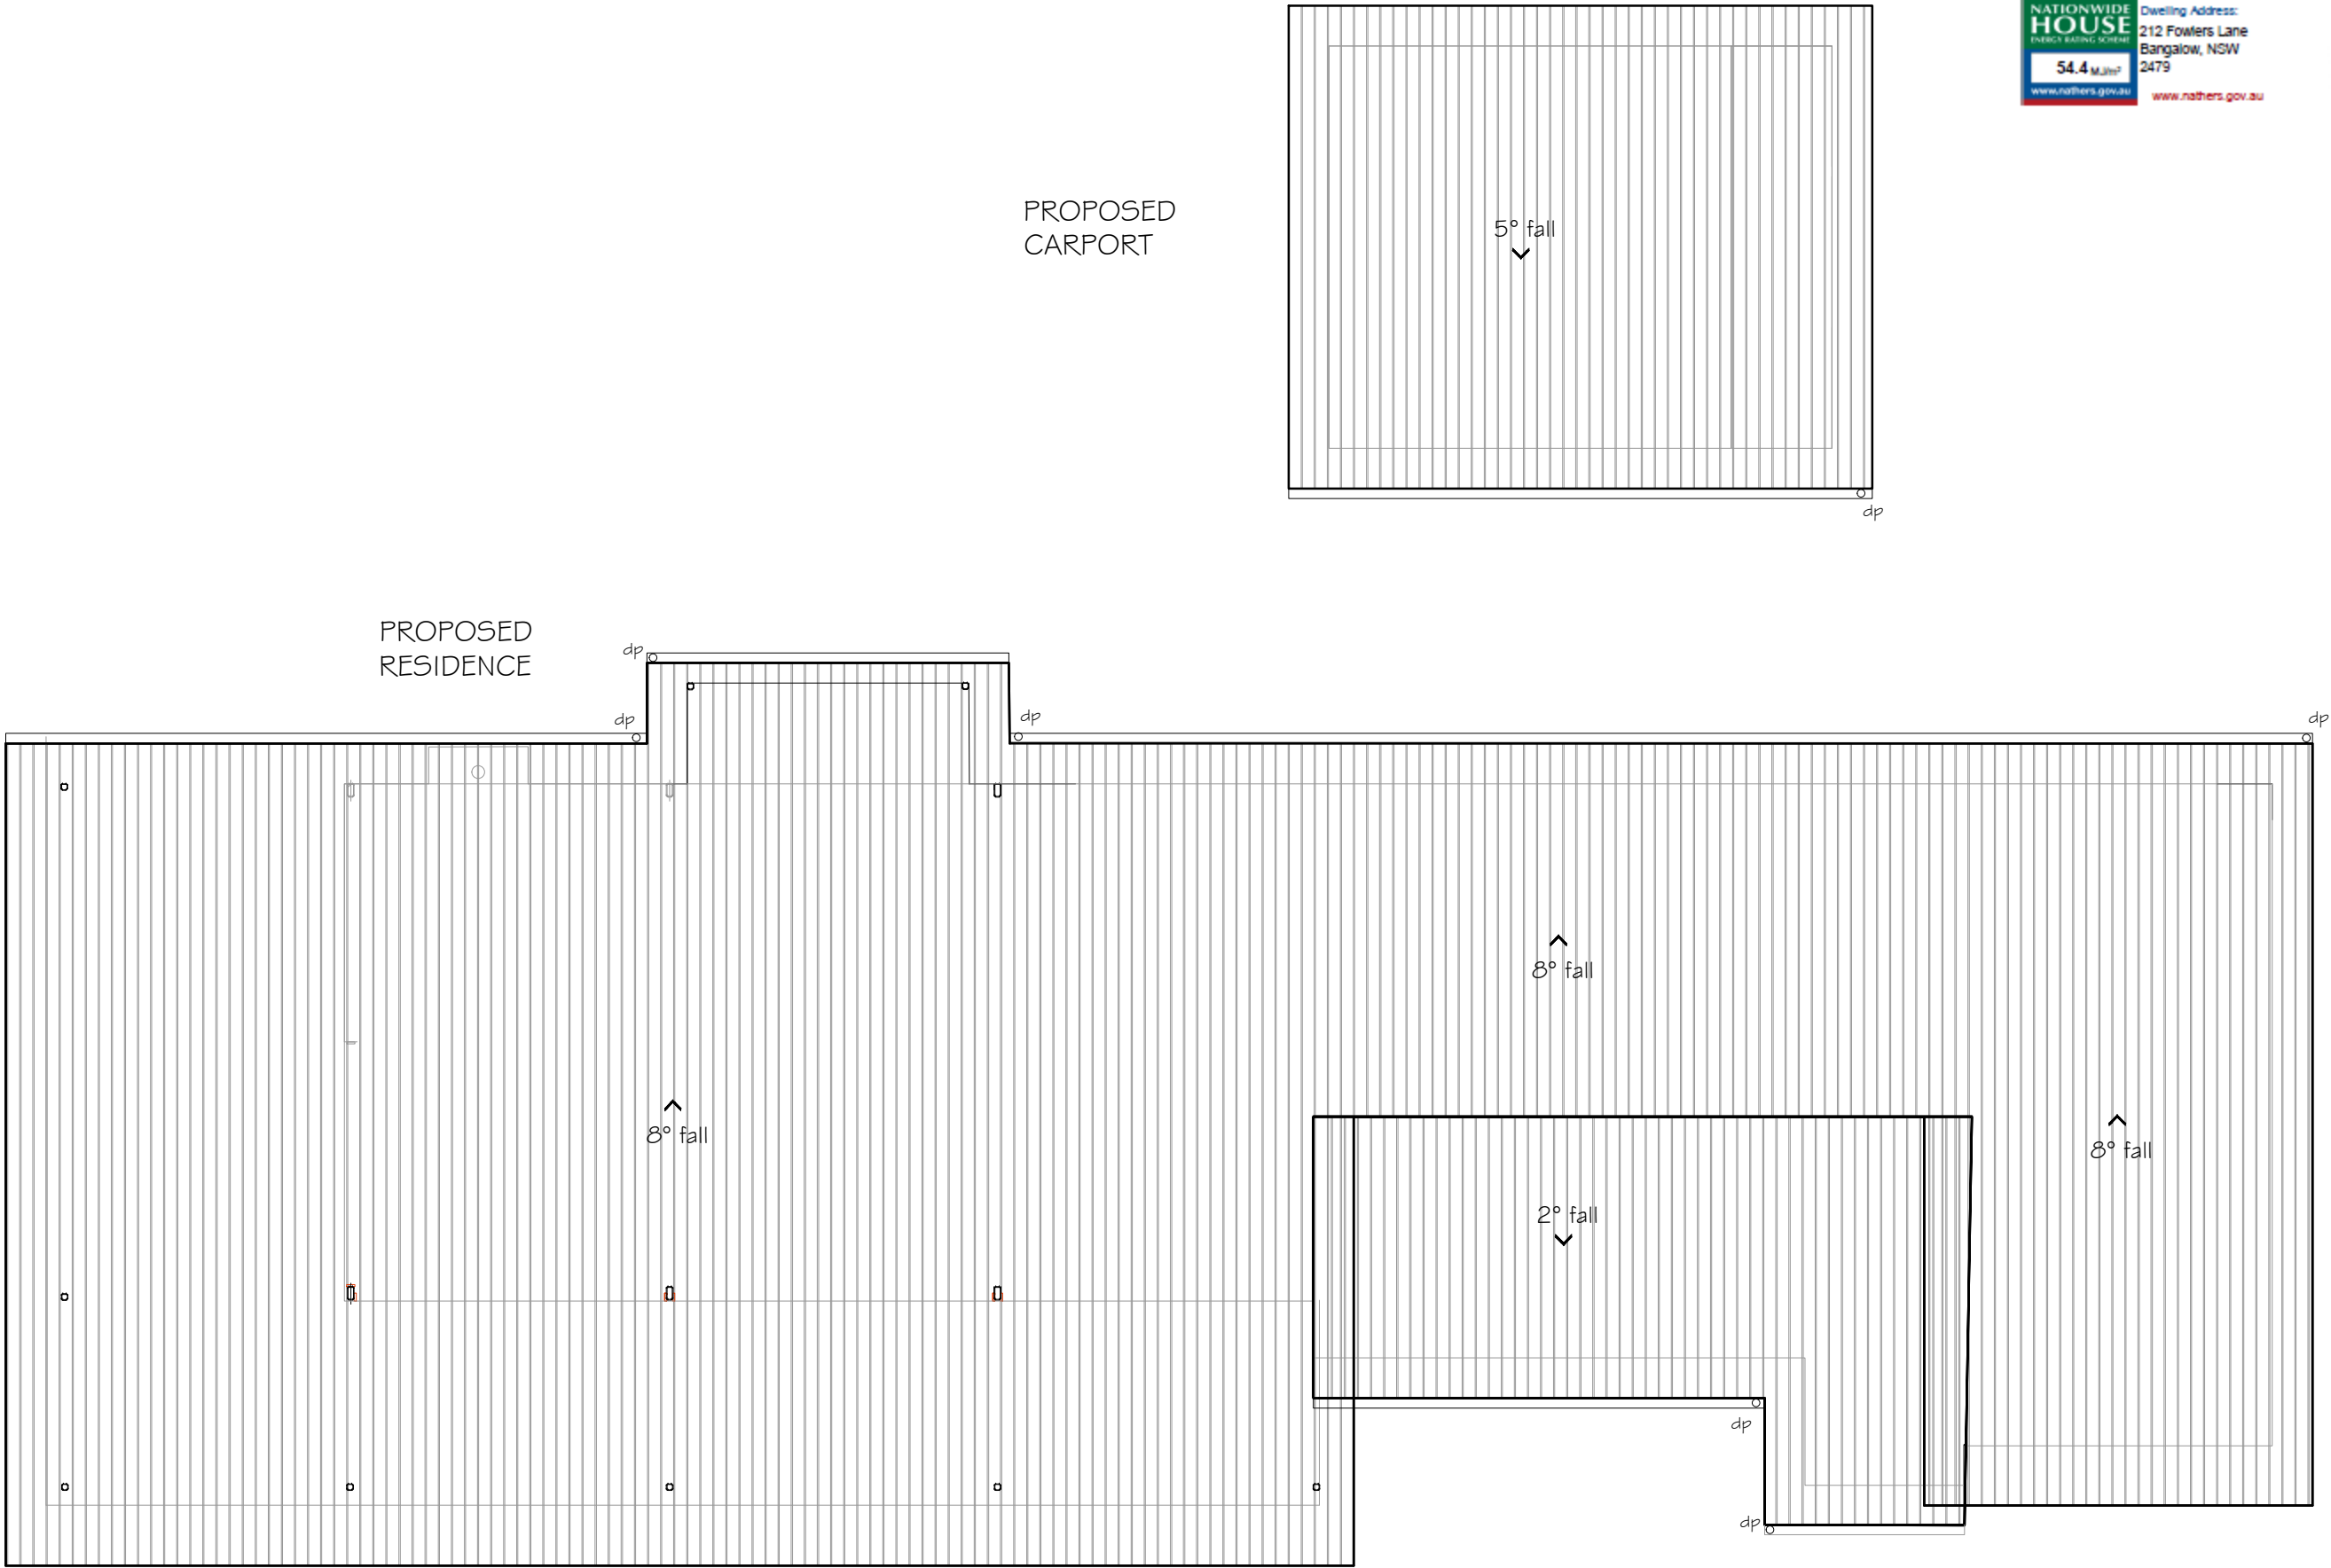 NATIONWIDE
HOUSE
ENERGY RATING SCHEME
54.4 MJ/m²
www.nathers.gov.au
Dwelling Address:
212 Fowlers Lane
Bangalow, NSW
2479
www.nathers.gov.au
PROPOSED
CARPORT
5° fall
dp
PROPOSED
RESIDENCE
dp
dp
dp
dp
8° fall
8° fall
8° fall
2° fall
dp
dp